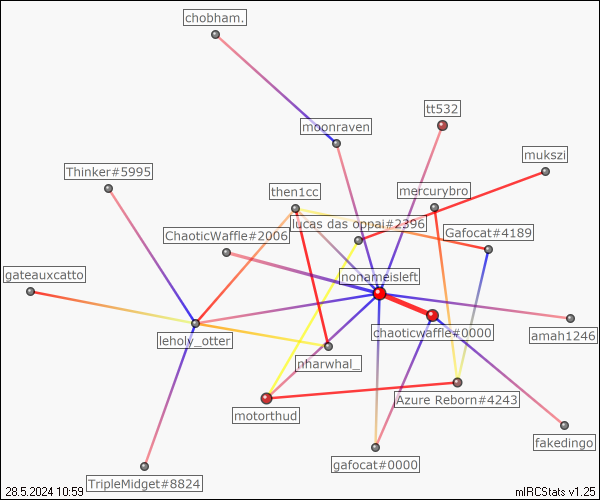 chobham.
tt532
moonraven
mukszi
Thinker#5995
then1cc
mercurybro
lucas das oppai#2396
ChaoticWaffle#2006
Gafocat#4189
gateauxcatto
nonameisleft
leholy_otter
chaoticwaffle#0000
amah1246
nharwhal_
Azure Reborn#4243
motorthud
fakedingo
gafocat#0000
TripleMidget#8824
28.5.2024 10:59
mIRCStats v1.25